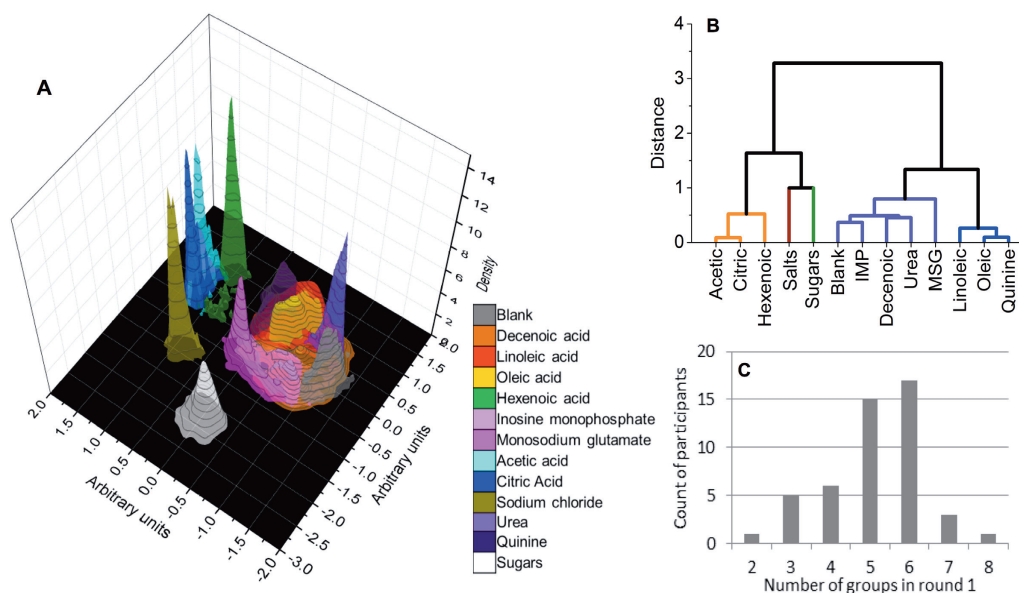 A
14
12
10
8
6
4
2
0
Density
2.0
1.5
1.0
0.5
0.0
-0.5
-1.0
-1.5
-2.0
-2.5
-3.0
Arbitrary units
2.0
1.5
1.0
0.5
0.0
-0.5
-1.0
-1.5
-2.0
Arbitrary units
Blank
Decenoic acid
Linoleic acid
Oleic acid
Hexenoic acid
Inosine monophosphate
Monosodium glutamate
Acetic acid
Citric Acid
Sodium chloride
Urea
Quinine
Sugars
B
4
3
2
1
0
Distance
Acetic
Citric
Hexenoic
Salts
Sugars
Blank
IMP
Decenoic
Urea
MSG
Linoleic
Oleic
Quinine
C
20
15
10
5
0
Count of participants
2 3 4 5 6 7 8
Number of groups in round 1